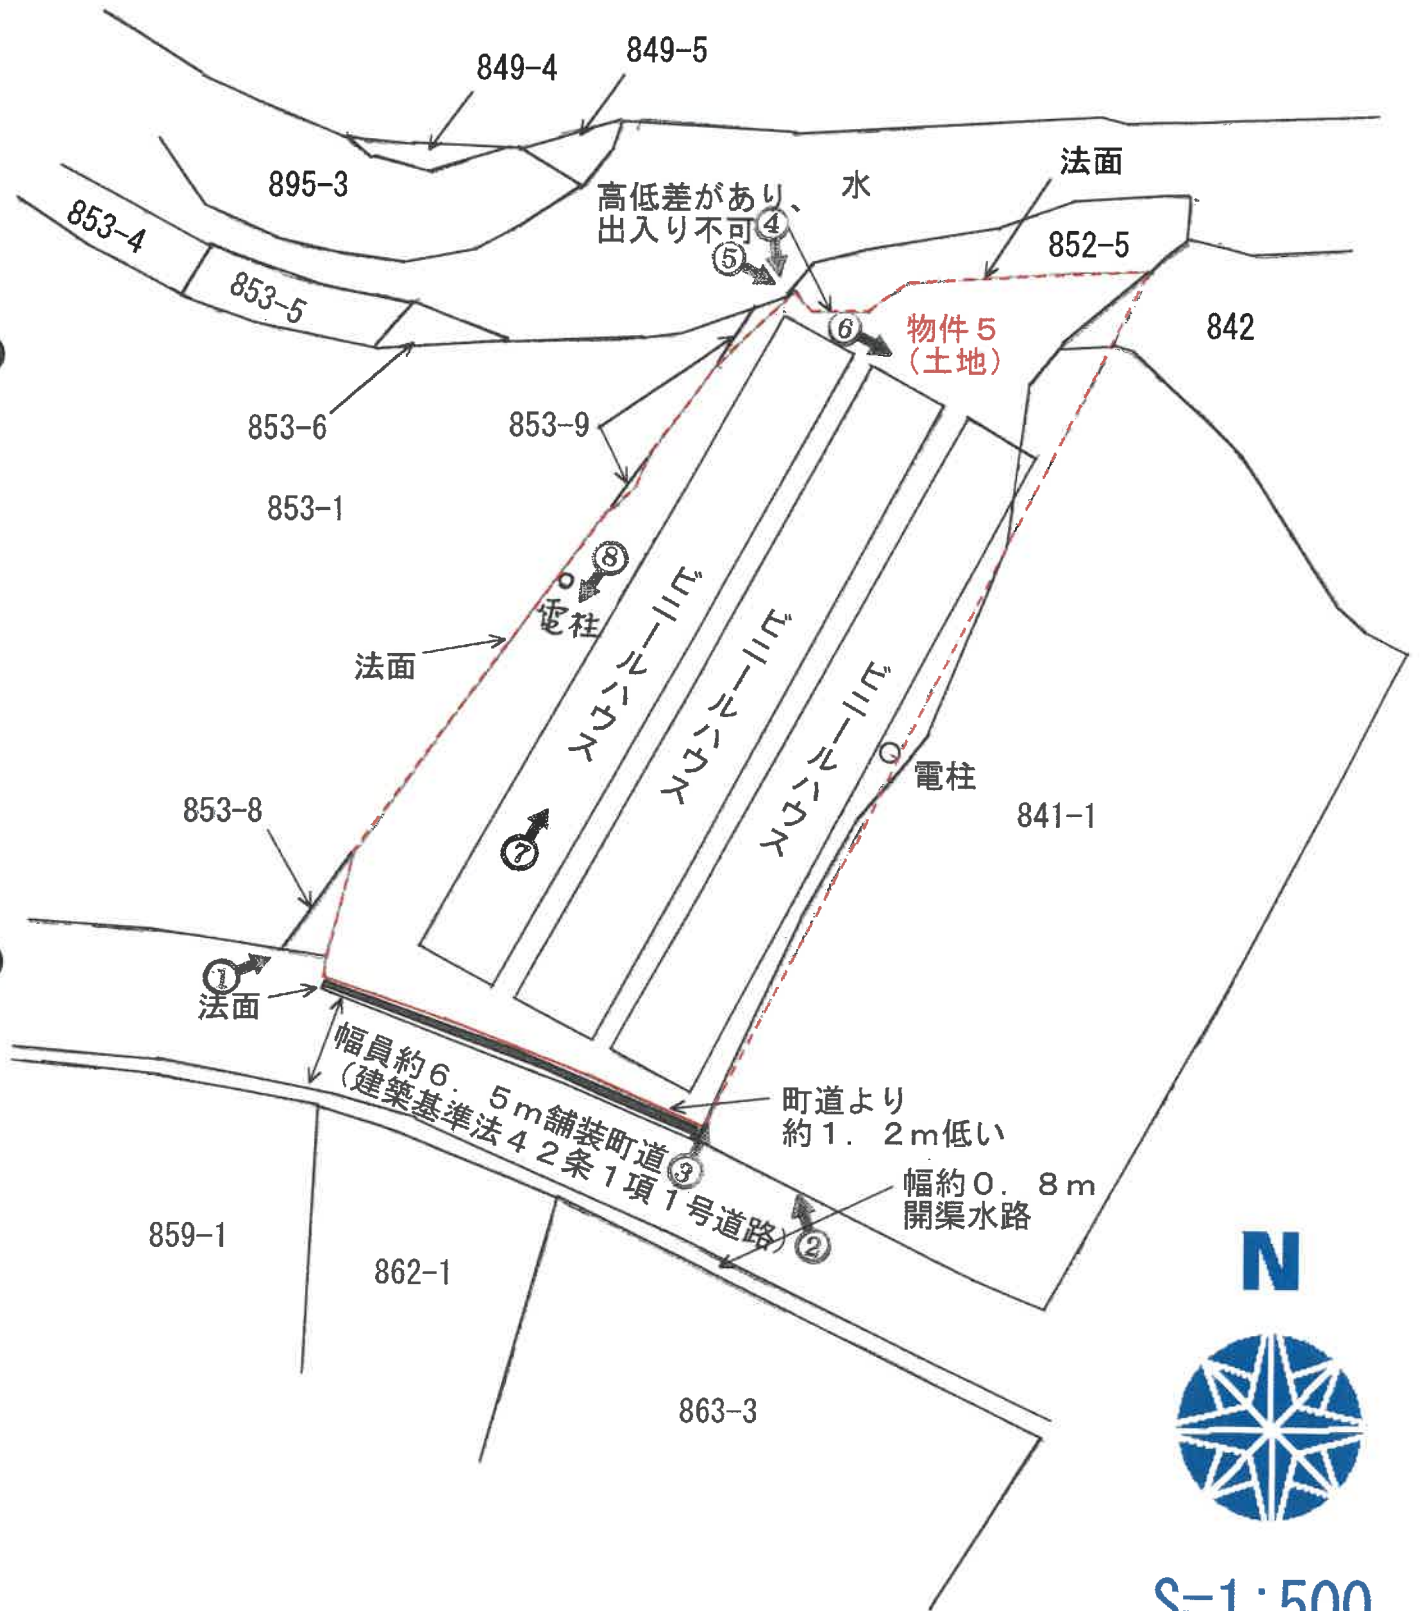 849-4
849-5
895-3
853-4
853-5
高低差があり、
出入り不可
④
⑤
水
法面
852-5
842
⑥
物件５
（土地）
853-6
853-9
853-1
⑧
電柱
法面
ビニールハウス
ビニールハウス
ビニールハウス
電柱
853-8
⑦
841-1
①
法面
幅員約６．５ｍ舗装町道
（建築基準法４２条１項１号道路）
町道より
約１．２ｍ低い
③
幅約０．８ｍ
開渠水路
②
859-1
862-1
863-3
N
S=1:500